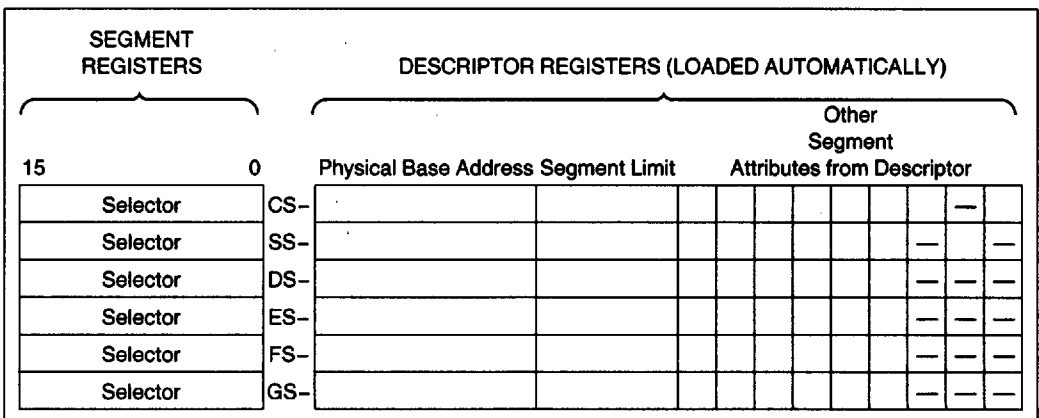 SEGMENT
REGISTERS
DESCRIPTOR REGISTERS (LOADED AUTOMATICALLY)
Other
Segment
15 0 Physical Base Address Segment Limit Attributes from Descriptor
Selector CS– —
Selector SS– — —
Selector DS– — — —
Selector ES– — — —
Selector FS– — — —
Selector GS– — — —